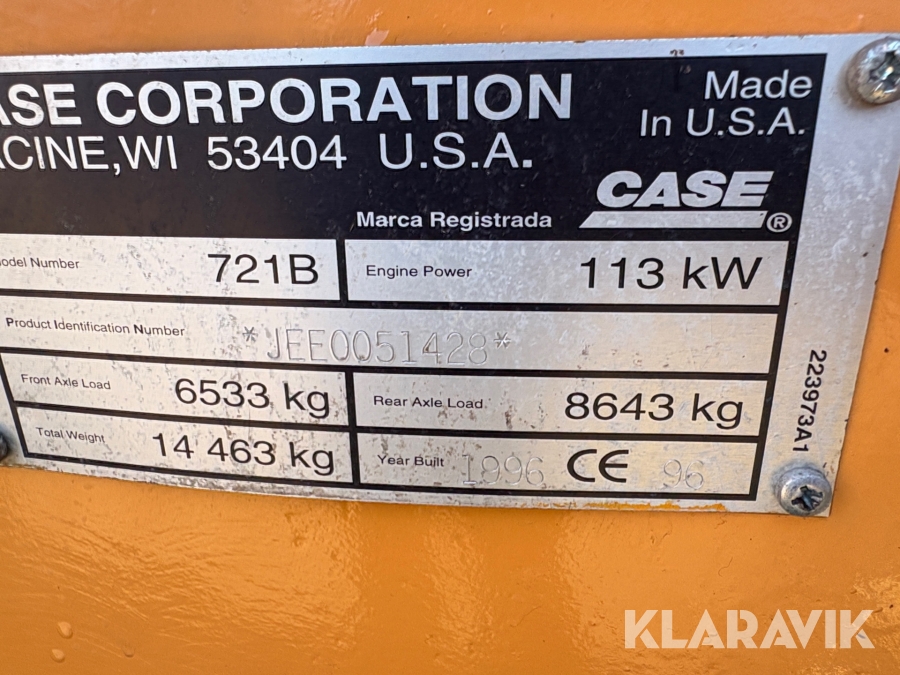 ASE CORPORATION
ACINE, WI 53404 U.S.A.
Made
In U.S.A.
CASE
Marca Registrada ®
odel Number 721B
Engine Power 113 kW
Product Identification Number *JEE0051428*
Front Axle Load 6533 kg
Rear Axle Load 8643 kg
Total Weight 14 463 kg
Year Built 1996 CE 96
223973A1
KLARAVIK